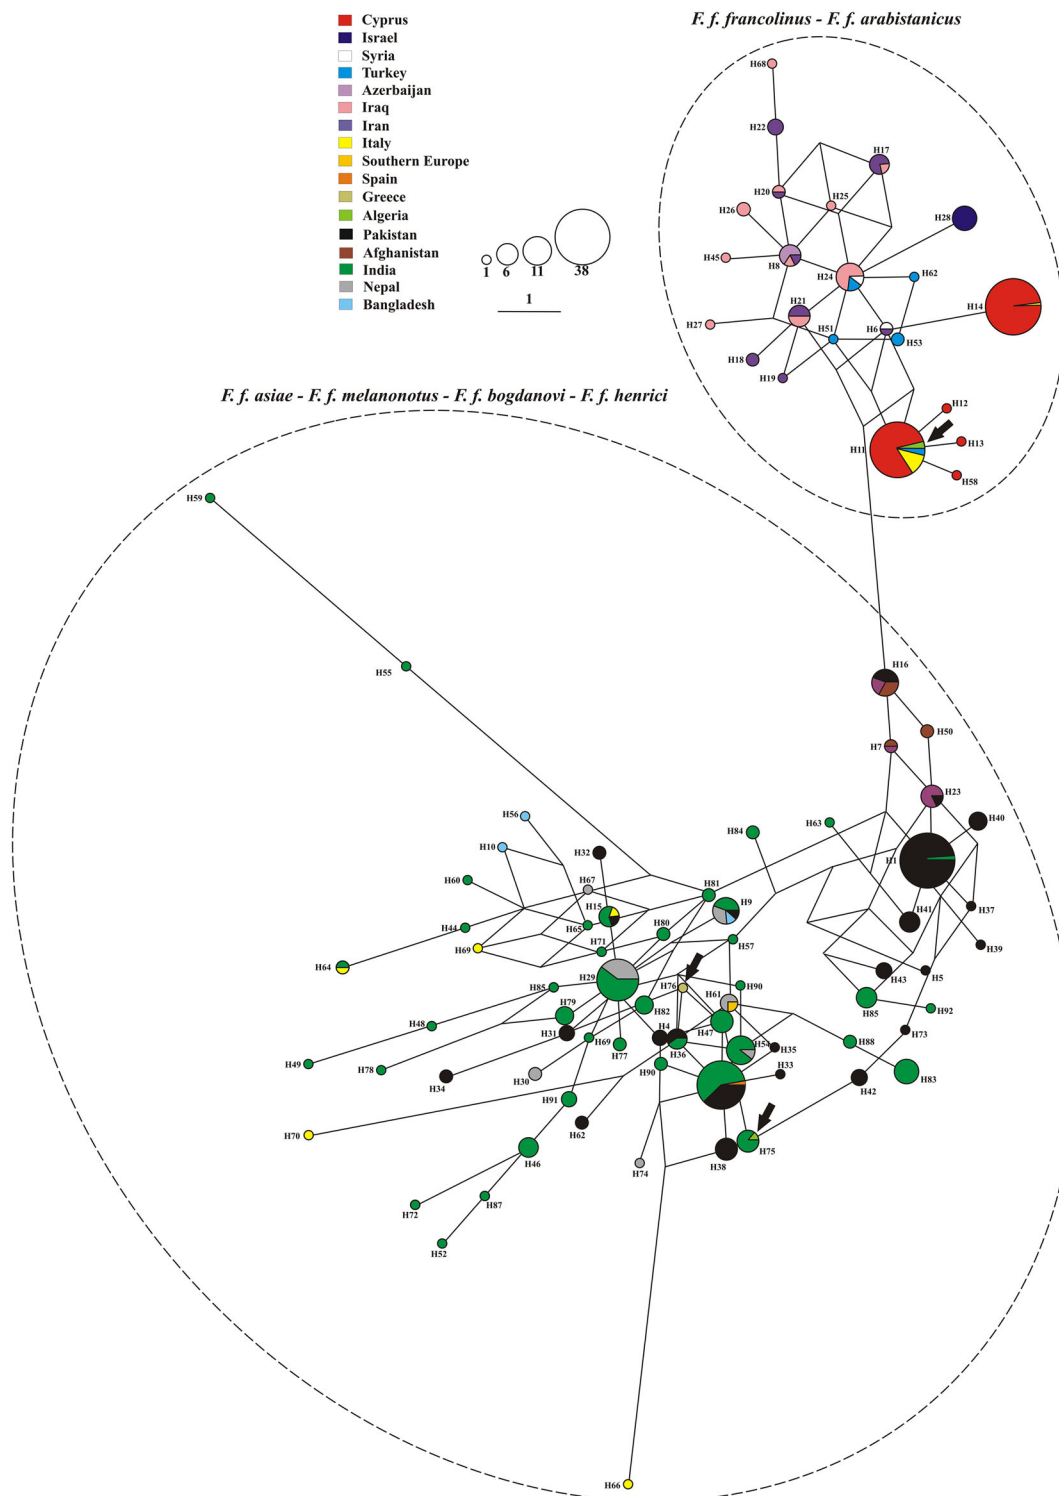 Cyprus
Israel
Syria
Turkey
Azerbaijan
Iraq
Iran
Italy
Southern Europe
Spain
Greece
Algeria
Pakistan
Afghanistan
India
Nepal
Bangladesh
1 6 11 38
1
F. f. francolinus - F. f. arabistanicus
H68
H22
H17
H20
H25
H26
H28
H45
H8
H24
H62
H14
H21
H27
H51
H6
H53
H18
H19
H12
H11
H13
H58
F. f. asiae - F. f. melanonotus - F. f. bogdanovi - F. f. henrici
H59
H55
H16
H50
H7
H23
H56
H63
H40
H84
H10
H32
H1
H60
H67
H81
H9
H15
H41
H37
H44
H65
H80
H69
H71
H57
H39
H64
H29
H76
H90
H43
H5
H85
H61
H85
H92
H79
H82
H48
H47
H73
H31
H4
H54
H88
H69
H77
H36
H35
H49
H78
H34
H30
H90
H33
H42
H83
H91
H62
H70
H46
H74
H38
H75
H72
H87
H52
H66